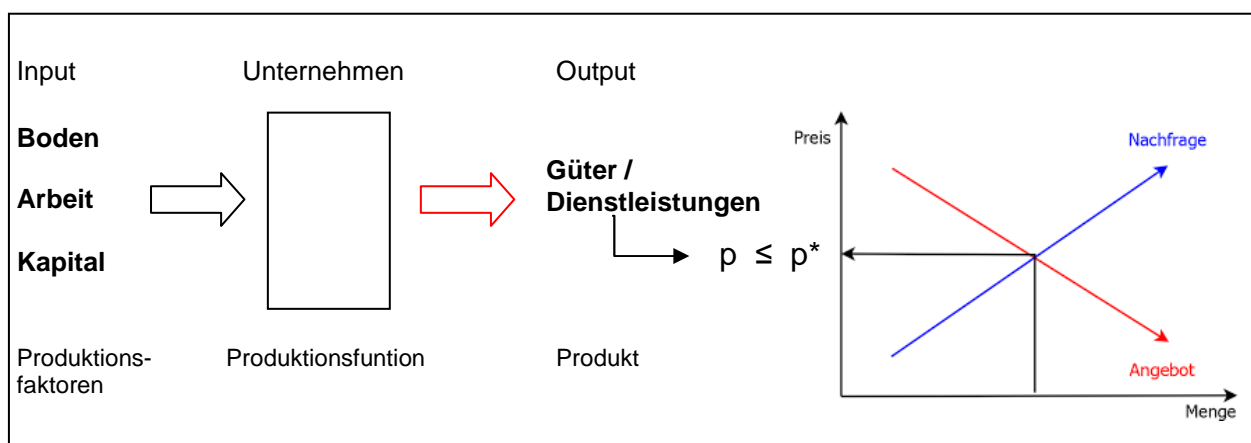 Input
Unternehmen
Output
Boden
Arbeit
Kapital
Güter /
Dienstleistungen
p ≤ p*
Produktions-
faktoren
Produktionsfuntion
Produkt
Preis
Nachfrage
Angebot
Menge